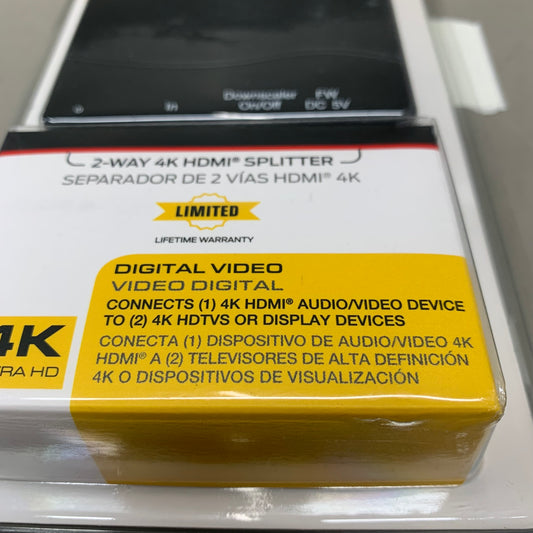 In
Downscaler
On/Off
FW
DC 5V
2-WAY 4K HDMI® SPLITTER
SEPARADOR DE 2 VÍAS HDMI® 4K
LIMITED
LIFETIME WARRANTY
DIGITAL VIDEO
VIDEO DIGITAL
CONNECTS (1) 4K HDMI® AUDIO/VIDEO DEVICE
TO (2) 4K HDTVS OR DISPLAY DEVICES
CONECTA (1) DISPOSITIVO DE AUDIO/VIDEO 4K
HDMI® A (2) TELEVISORES DE ALTA DEFINICIÓN
4K O DISPOSITIVOS DE VISUALIZACIÓN
4K
TRA HD